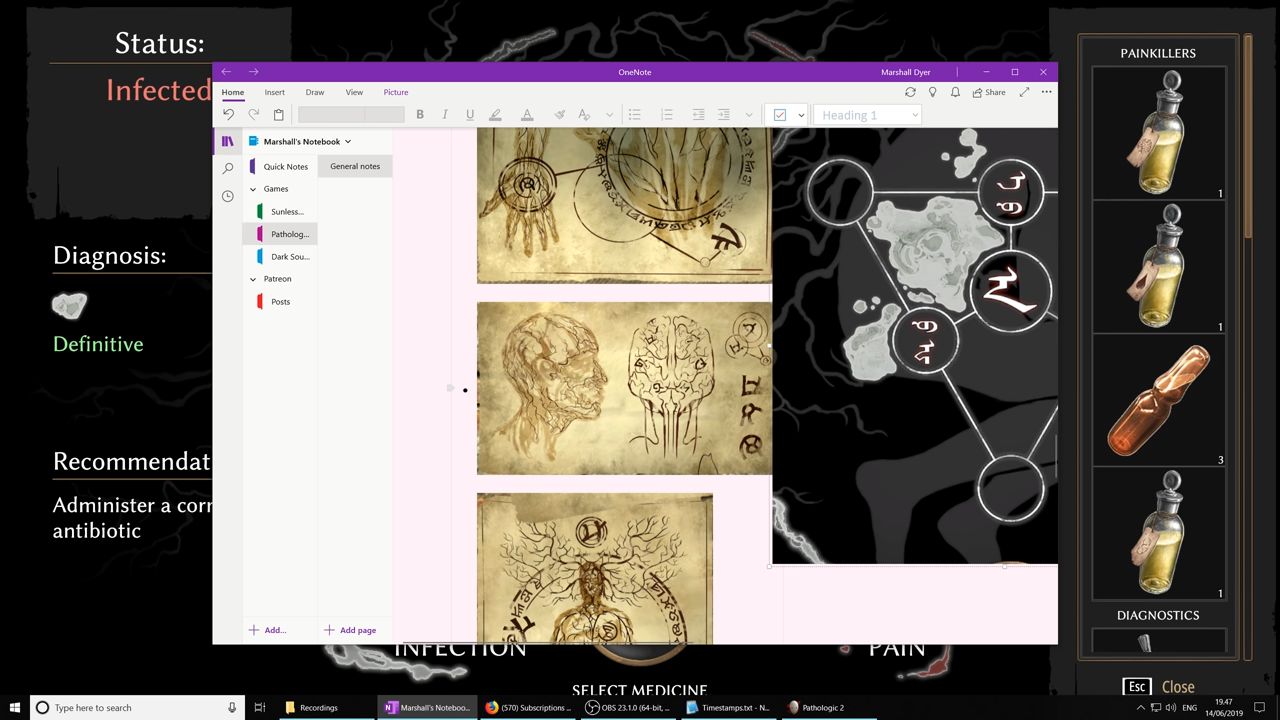 Status:
Infected
Diagnosis:
Definitive
Recommendat
Administer a corr
antibiotic
OneNote
Marshall Dyer
Home
Insert
Draw
View
Picture
Share
B
I
U
A
Heading 1
Marshall's Notebook
Quick Notes
General notes
Games
Sunless...
Patholog...
Dark Sou...
Patreon
Posts
Add...
Add page
PAINKILLERS
1
1
3
1
DIAGNOSTICS
INFECTION
PAIN
SELECT MEDICINE
Esc
Close
Type here to search
Recordings
Marshall's Noteboo...
(570) Subscriptions ...
OBS 23.1.0 (64-bit, ...
Timestamps.txt - N...
Pathologic 2
ENG
19.47
14/06/2019